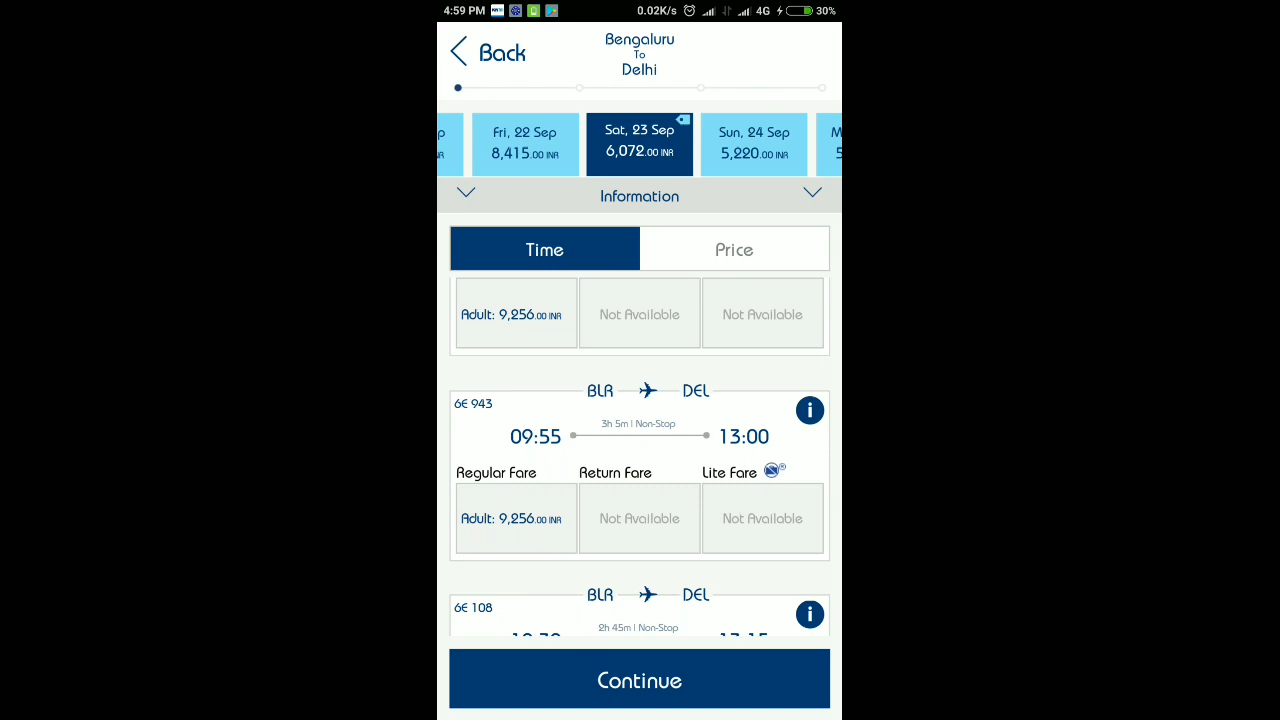 4:59 PM 0.02K/s 4G 30%
Back
Bengaluru
To
Delhi
Fri, 22 Sep
8,415.00 INR
Sat, 23 Sep
6,072.00 INR
Sun, 24 Sep
5,220.00 INR
Information
Time Price
Adult: 9,256.00 INR Not Available Not Available
BLR DEL
6E 943
3h 5m | Non-Stop
09:55 13:00
Regular Fare Return Fare Lite Fare
Adult: 9,256.00 INR Not Available Not Available
BLR DEL
6E 108
2h 45m | Non-Stop
Continue